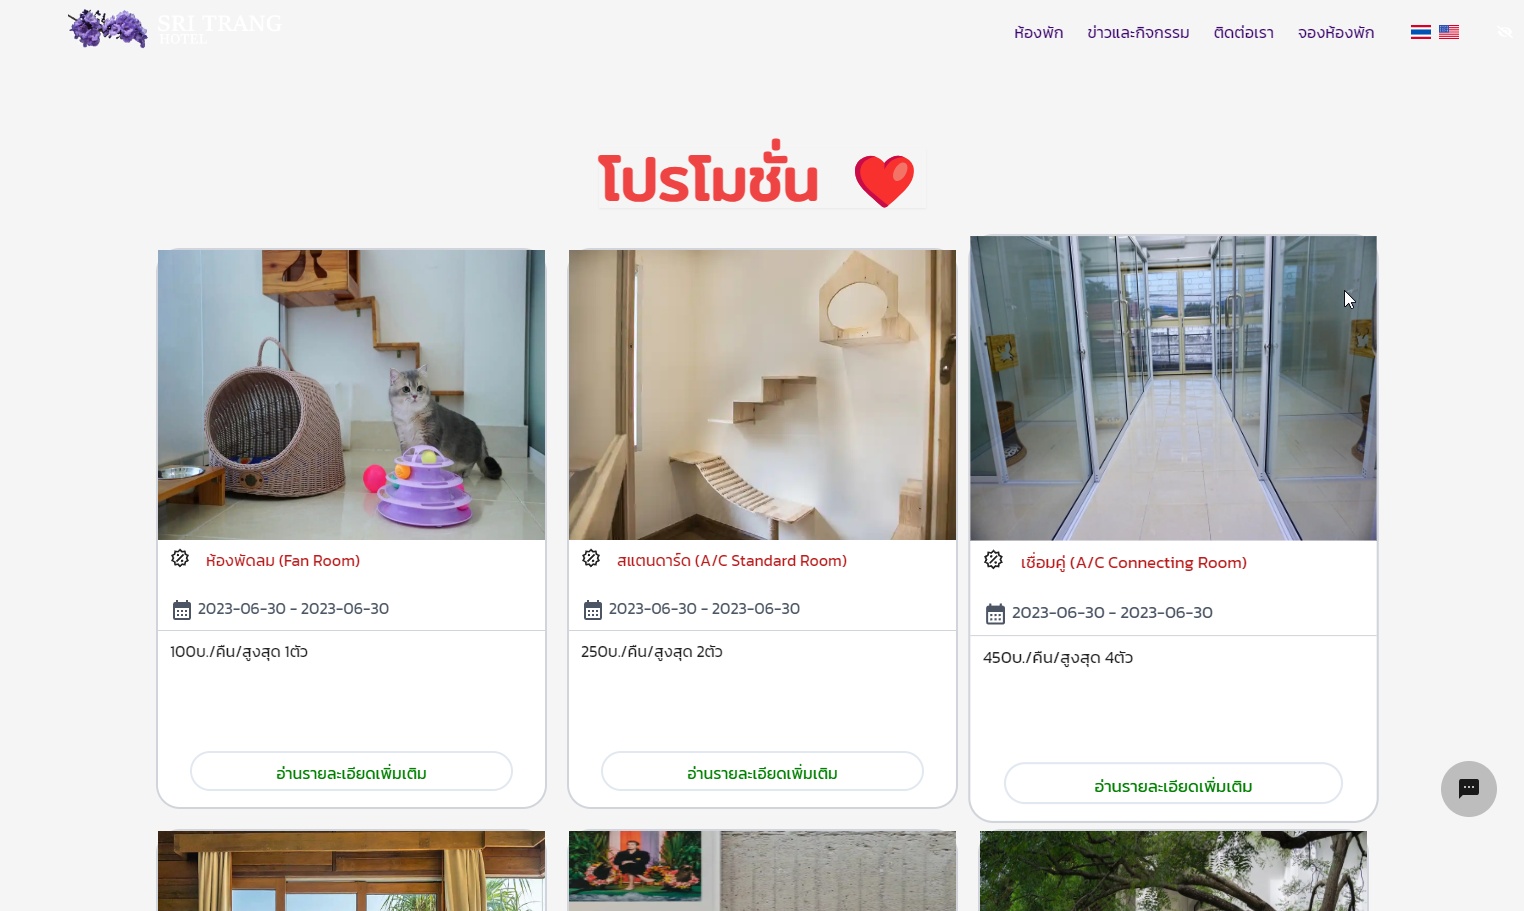 SRI TRANG
HOTEL
ห้องพัก ข่าวและกิจกรรม ติดต่อเรา จองห้องพัก
โปรโมชั่น
ห้องพัดลม (Fan Room)
2023-06-30 - 2023-06-30
100บ./คืน/สูงสุด 1ตัว
อ่านรายละเอียดเพิ่มเติม
สแตนดาร์ด (A/C Standard Room)
2023-06-30 - 2023-06-30
250บ./คืน/สูงสุด 2ตัว
อ่านรายละเอียดเพิ่มเติม
เชื่อมคู่ (A/C Connecting Room)
2023-06-30 - 2023-06-30
450บ./คืน/สูงสุด 4ตัว
อ่านรายละเอียดเพิ่มเติม